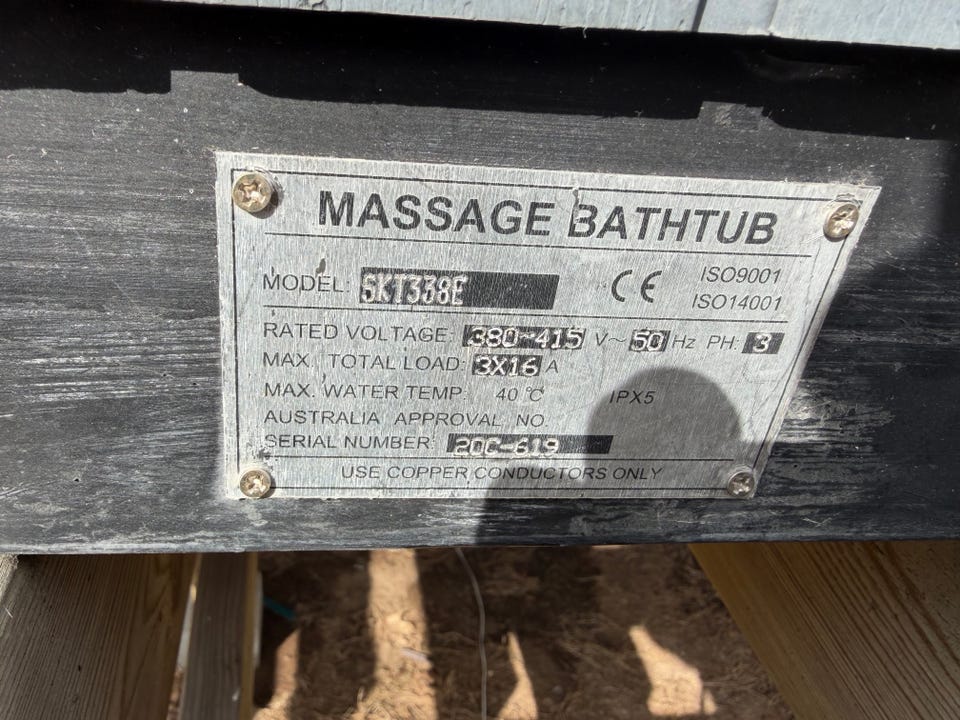 MASSAGE BATHTUB
MODEL: SKT338E CE ISO9001
ISO14001
RATED VOLTAGE: 380~415 V~ 50 Hz PH: 3
MAX. TOTAL LOAD: 3X16 A
MAX. WATER TEMP: 40 ℃ IPX5
AUSTRALIA APPROVAL NO.
SERIAL NUMBER: 20C-619
USE COPPER CONDUCTORS ONLY